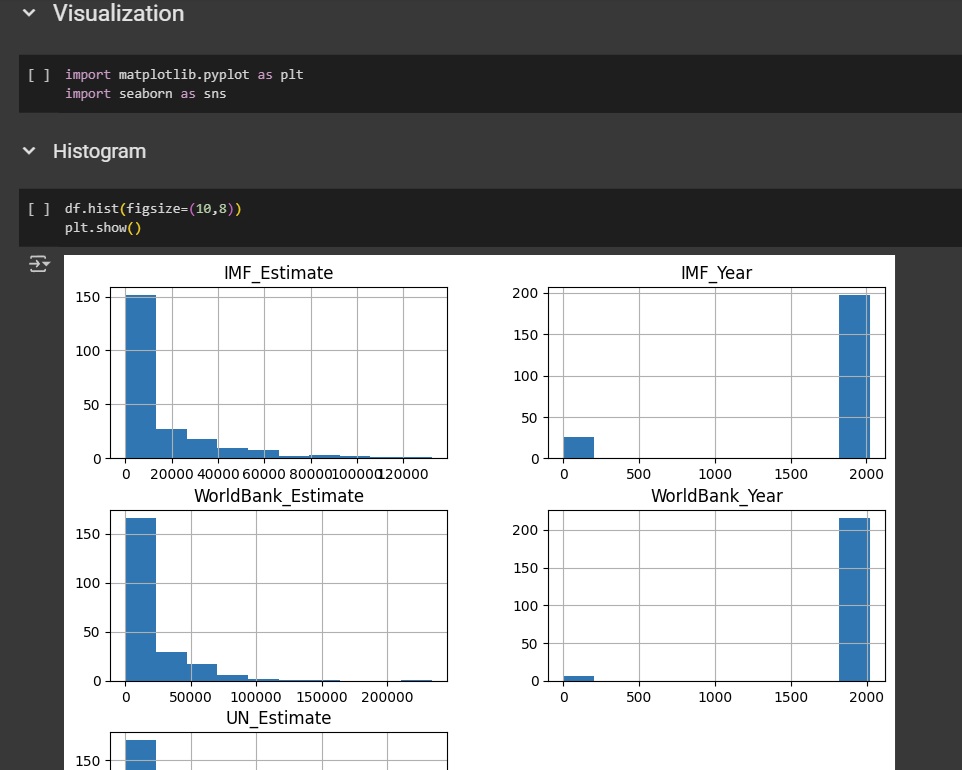 Visualization
[ ] import matplotlib.pyplot as plt
import seaborn as sns
Histogram
[ ] df.hist(figsize=(10,8))
plt.show()
IMF_Estimate
150
100
50
0
0 20000 40000 60000 80000 100000 120000
IMF_Year
200
150
100
50
0
0 500 1000 1500 2000
WorldBank_Estimate
150
100
50
0
0 50000 100000 150000 200000
WorldBank_Year
200
150
100
50
0
0 500 1000 1500 2000
UN_Estimate
150